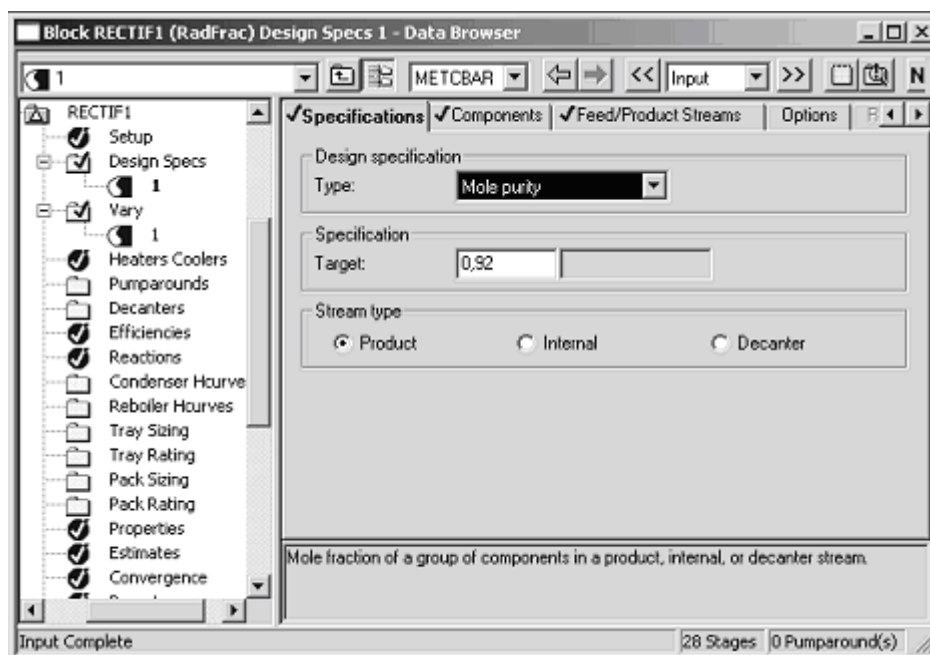 Block RECTIF1 (RadFrac) Design Specs 1 - Data Browser
1 METCBAR << Input >> N
RECTIF1
Setup
Design Specs
1
Vary
1
Heaters Coolers
Pumparounds
Decanters
Efficiencies
Reactions
Condenser Hcurve
Reboiler Hcurves
Tray Sizing
Tray Rating
Pack Sizing
Pack Rating
Properties
Estimates
Convergence
Specifications Components Feed/Product Streams Options
Design specification
Type: Mole purity
Specification
Target: 0,92
Stream type
Product Internal Decanter
Mole fraction of a group of components in a product, internal, or decanter stream.
Input Complete 28 Stages 0 Pumparound(s)